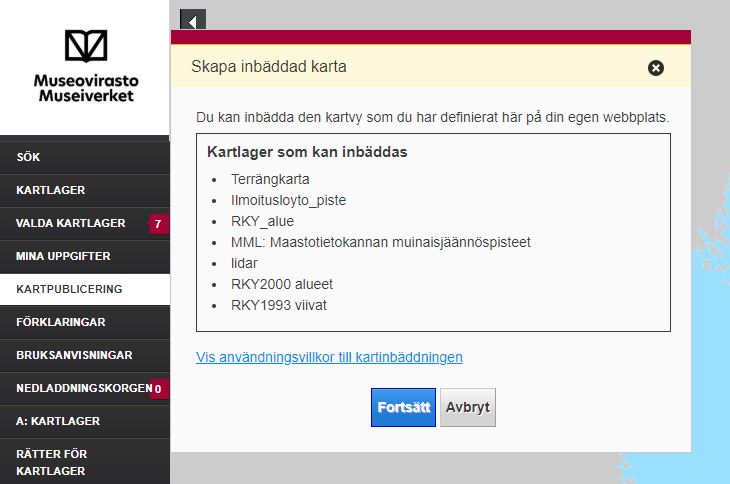 Museovirasto
Museiverket
SÖK
KARTLAGER
VALDA KARTLAGER 7
MINA UPPGIFTER
KARTPUBLICERING
FÖRKLARINGAR
BRUKSANVISNINGAR
NEDLADDNINGSKORGEN 0
A: KARTLAGER
RÄTTER FÖR
KARTLAGER
Skapa inbäddad karta
Du kan inbädda den kartvy som du har definierat här på din egen webbplats.
Kartlager som kan inbäddas
• Terrängkarta
• Ilmoitusloyto_piste
• RKY_alue
• MML: Maastotietokannan muinaisjäännöspisteet
• lidar
• RKY2000 alueet
• RKY1993 viivat
Vis användningsvillkor till kartinbäddningen
Fortsätt Avbryt